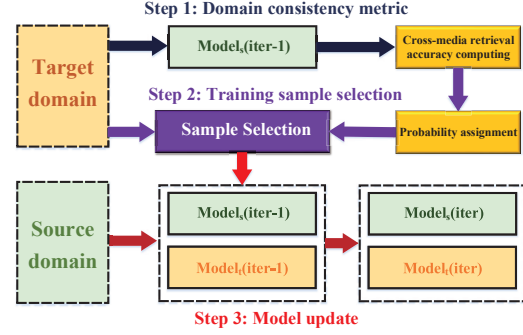 Step 1: Domain consistency metric
Target
domain
Modelₛ(iter-1)
Cross-media retrieval
accuracy computing
Step 2: Training sample selection
Sample Selection
Probability assignment
Source
domain
Modelₛ(iter-1)
Modelₜ(iter-1)
Modelₛ(iter)
Modelₜ(iter)
Step 3: Model update